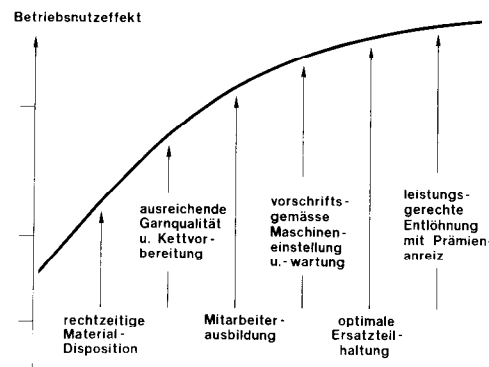 Betriebsnutzeffekt
ausreichende
Garnqualität
u. Kettvor-
bereitung
vorschrifts-
gemässe
Maschinen-
einstellung
u.-wartung
leistungs-
gerechte
Entlöhnung
mit Prämien-
anreiz
rechtzeitige
Material-
Disposition
Mitarbeiter-
ausbildung
optimale
Ersatzteil-
haltung